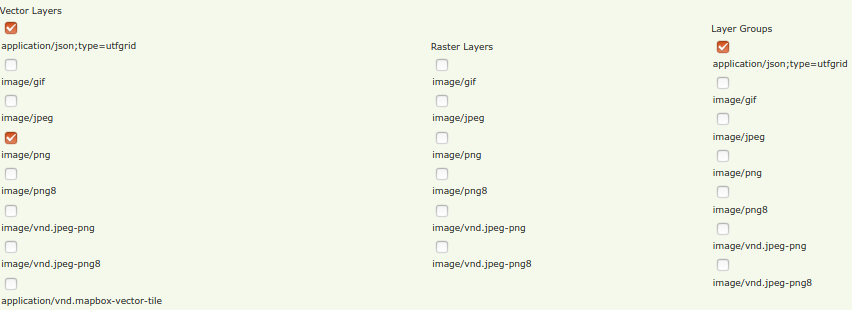 Vector Layers
application/json;type=utfgrid
image/gif
image/jpeg
image/png
image/png8
image/vnd.jpeg-png
image/vnd.jpeg-png8
application/vnd.mapbox-vector-tile
Raster Layers
image/gif
image/jpeg
image/png
image/png8
image/vnd.jpeg-png
image/vnd.jpeg-png8
Layer Groups
application/json;type=utfgrid
image/gif
image/jpeg
image/png
image/png8
image/vnd.jpeg-png
image/vnd.jpeg-png8